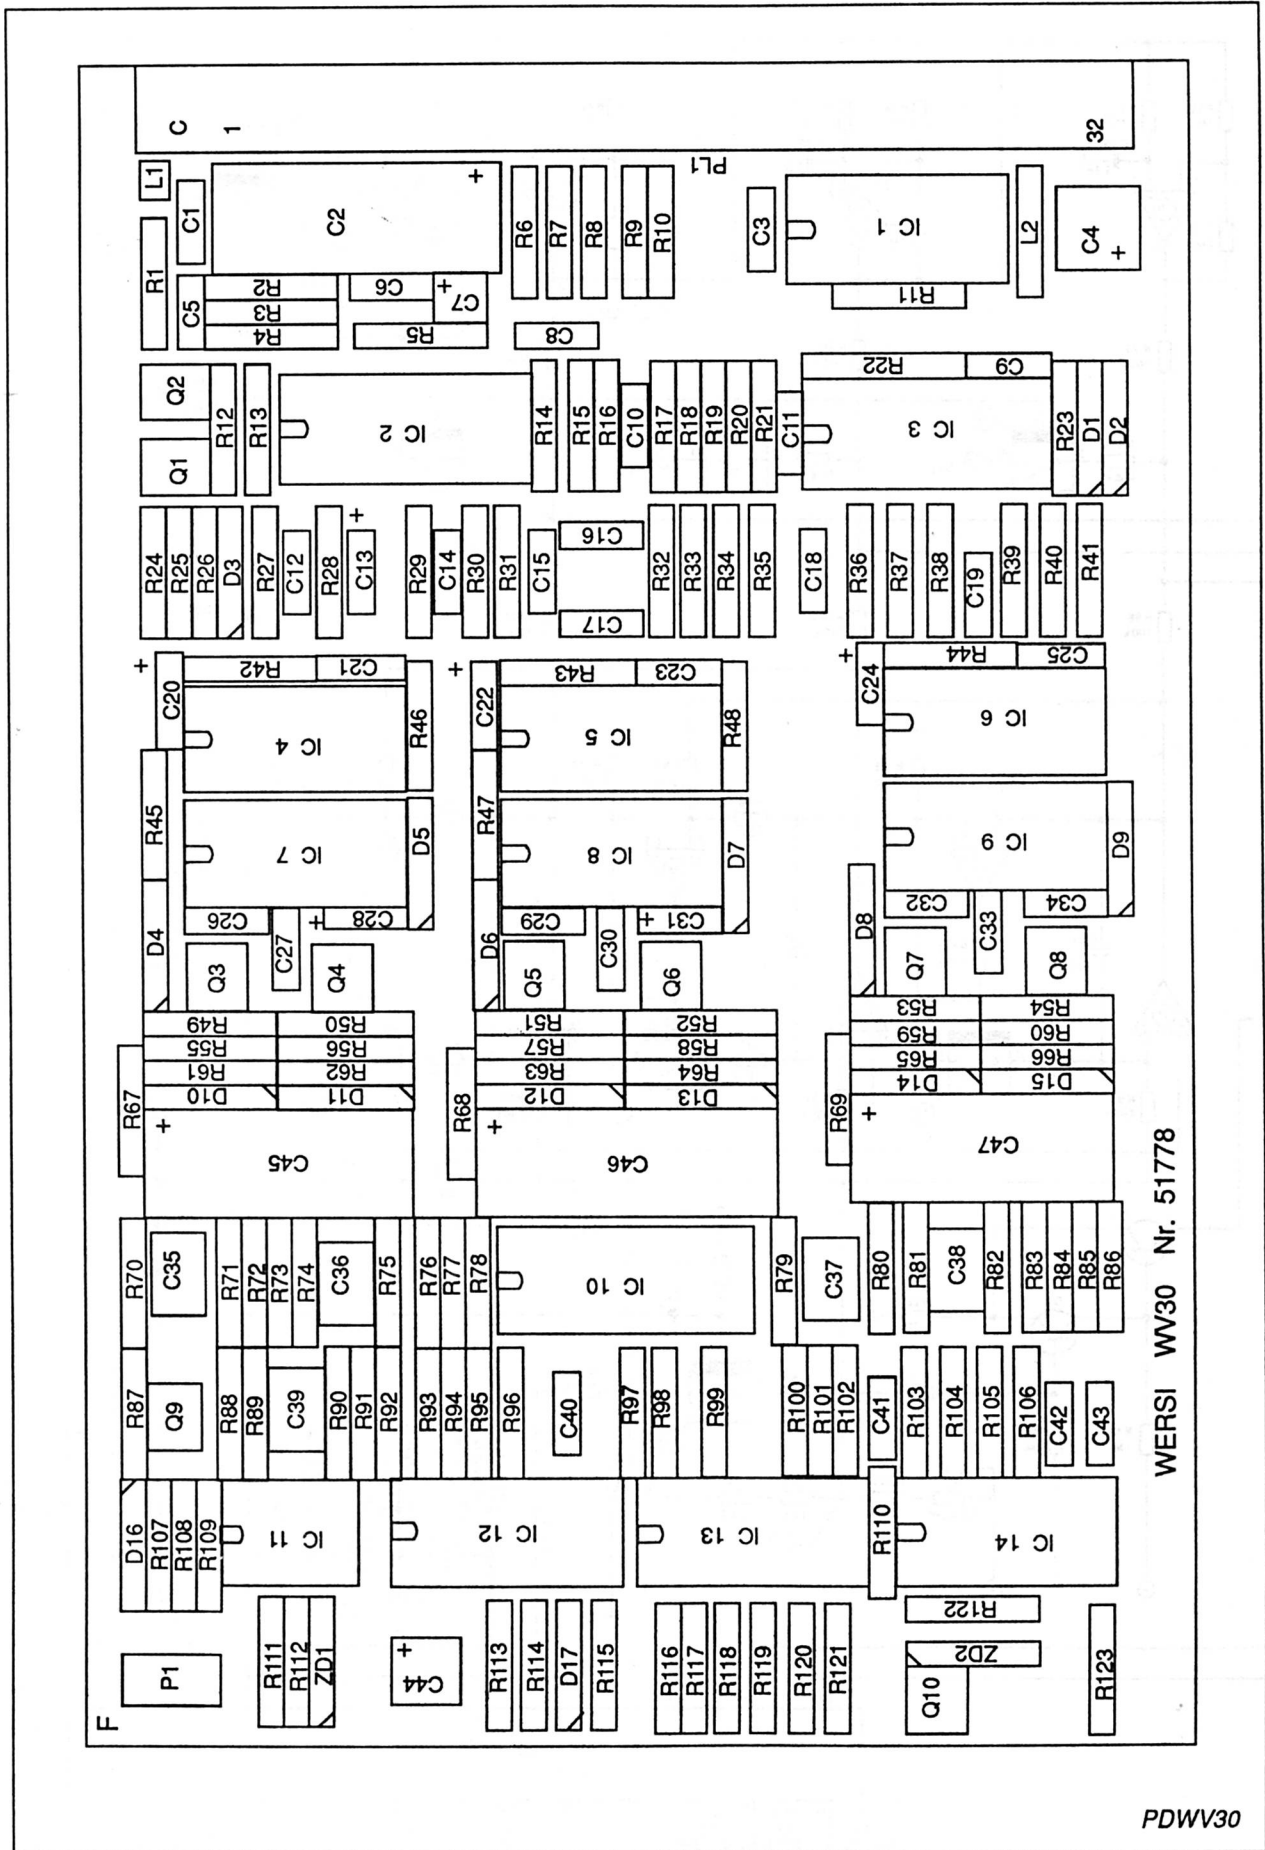 C 1 32
L1
C1
C2
+
R6
R7
R8
R9
R10
PL1
C3
IC 1
L2
C4
+
R1
C5
R2
R3
R4
C6
+
C7
R5
C8
R11
Q2
Q1
R12
R13
IC 2
R14
R15
R16
C10
R17
R18
R19
R20
R21
C11
R22
C9
IC 3
R23
D1
D2
R24
R25
R26
D3
R27
C12
R28
+
C13
R29
C14
R30
R31
C15
C16
C17
R32
R33
R34
R35
C18
R36
R37
R38
C19
R39
R40
R41
+
C20
R42
C21
IC 4
R46
+
C22
R43
C23
IC 5
R48
+
C24
R44
C25
IC 6
R45
IC 7
D5
R47
IC 8
D7
IC 9
D9
D4
C26
C27
+
C28
Q3
Q4
D6
C29
C30
+
C31
Q5
Q6
D8
C32
C33
C34
Q7
Q8
R49
R50
R55
R56
R61
R62
D10
D11
R67
+
C45
R51
R52
R57
R58
R63
R64
D12
D13
R68
+
C46
R53
R54
R59
R60
R65
R66
D14
D15
R69
+
C47
R70
C35
R71
R72
R73
R74
C36
R75
R76
R77
R78
IC 10
R79
C37
R80
R81
C38
R82
R83
R84
R85
R86
R87
Q9
R88
R89
C39
R90
R91
R92
R93
R94
R95
R96
C40
R97
R98
R99
R100
R101
R102
C41
R103
R104
R105
R106
C42
C43
D16
R107
R108
R109
IC 11
IC 12
IC 13
R110
IC 14
P1
R111
R112
ZD1
+
C44
R113
R114
D17
R115
R116
R117
R118
R119
R120
R121
R122
ZD2
Q10
R123
F
WERSI WV30 Nr. 51778
PDWV30